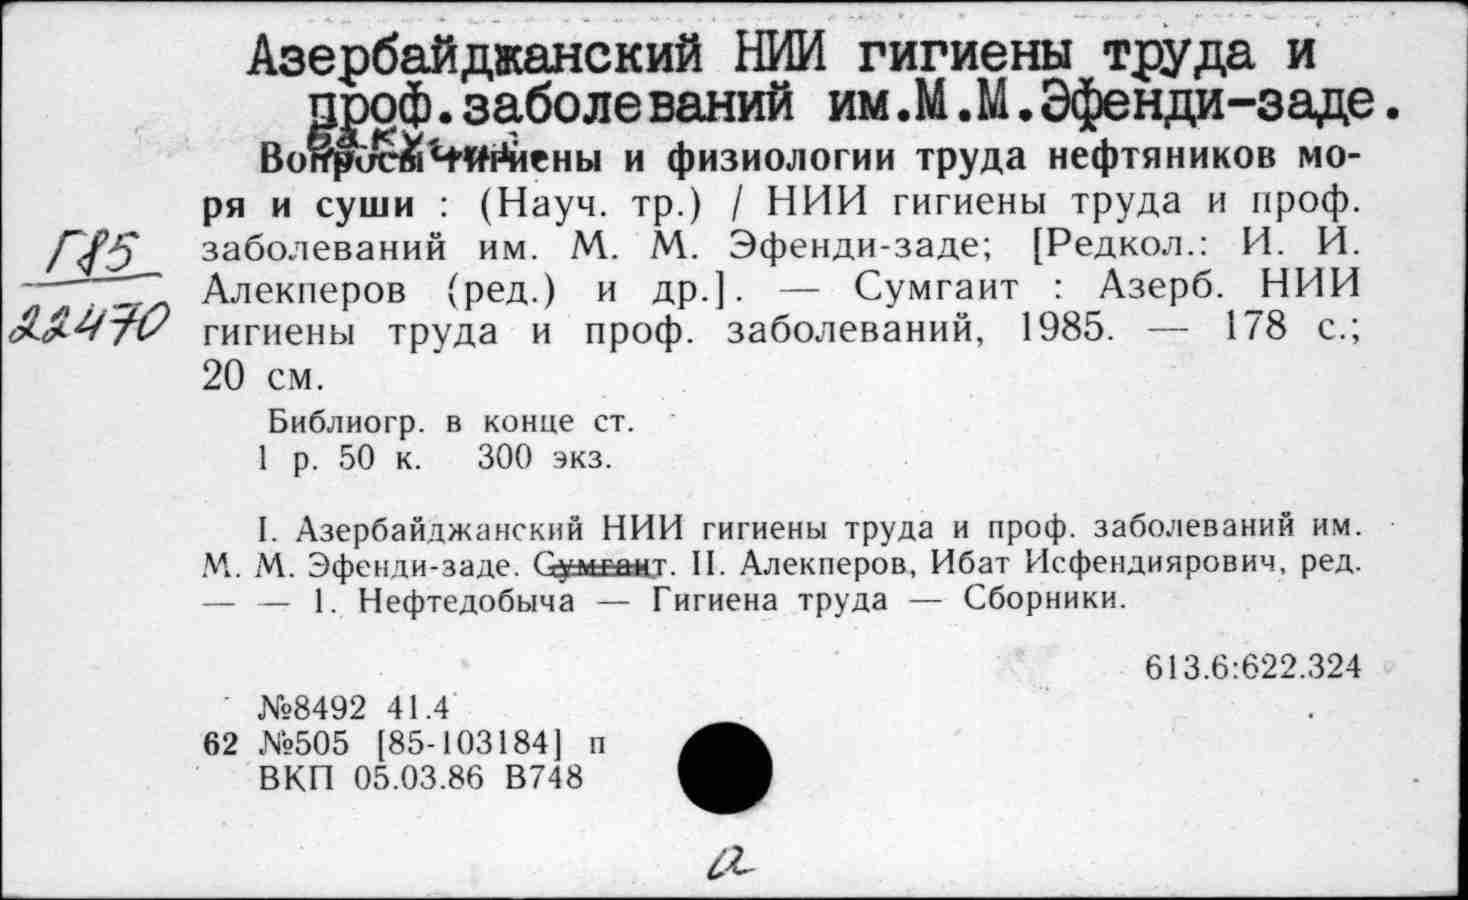 Азербайджанский НИИ гигиены труда и
проф.заболеваний им.М.М.Эфенди-заде.
Вопросы гигиены и физиологии труда нефтяников мо-
ря и суши : (Науч. тр.) / НИИ гигиены труда и проф.
заболеваний им. М. М. Эфенди-заде; [Редкол.: И. И.
Алекперов (ред.) и др.]. — Сумгаит : Азерб. НИИ
гигиены труда и проф. заболеваний, 1985. — 178 с.;
20 см.
Г85
22470
Библиогр. в конце ст.
1 р. 50 к. 300 экз.
I. Азербайджанский НИИ гигиены труда и проф. заболеваний им.
М. М. Эфенди-заде. Сумгаит. II. Алекперов, Ибат Исфендиярович, ред.
— — 1. Нефтедобыча — Гигиена труда — Сборники.
613.6:622.324
№8492 41.4
62 №505 [85-103184] п
ВКП 05.03.86 В748
а